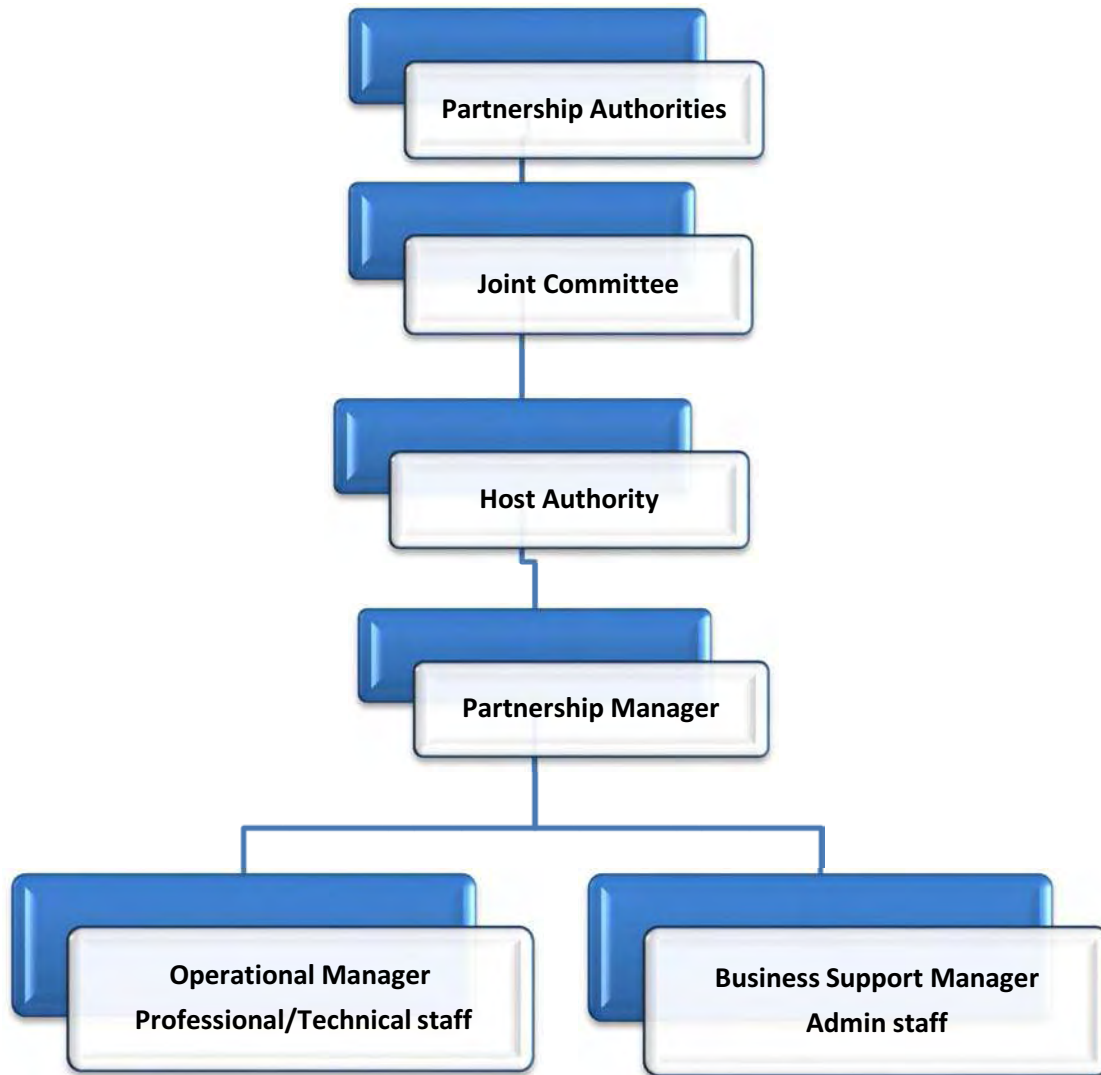 Partnership Authorities
Joint Committee
Host Authority
Partnership Manager
Operational Manager
Professional/Technical staff
Business Support Manager
Admin staff